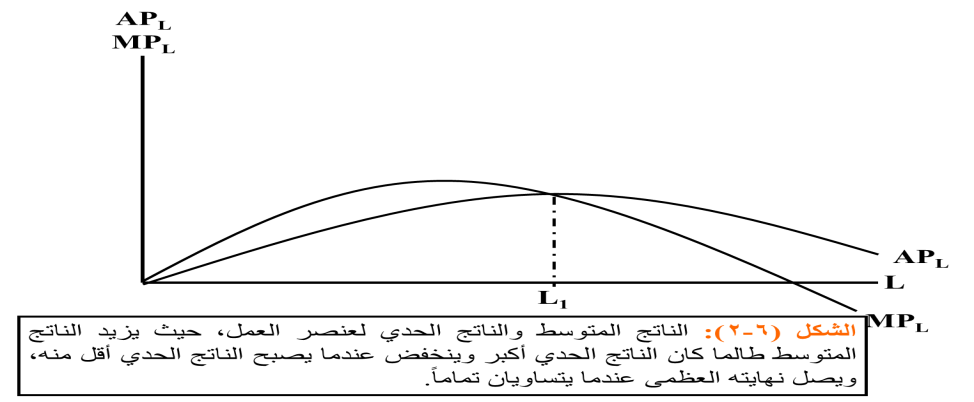 AP_L
MP_L
AP_L
L
L₁
MP_L
الشكل (٦-٢): الناتج المتوسط والناتج الحدي لعنصر العمل، حيث يزيد الناتج
المتوسط طالما كان الناتج الحدي أكبر وينخفض عندما يصبح الناتج الحدي أقل منه،
ويصل نهايته العظمى عندما يتساويان تماماً.